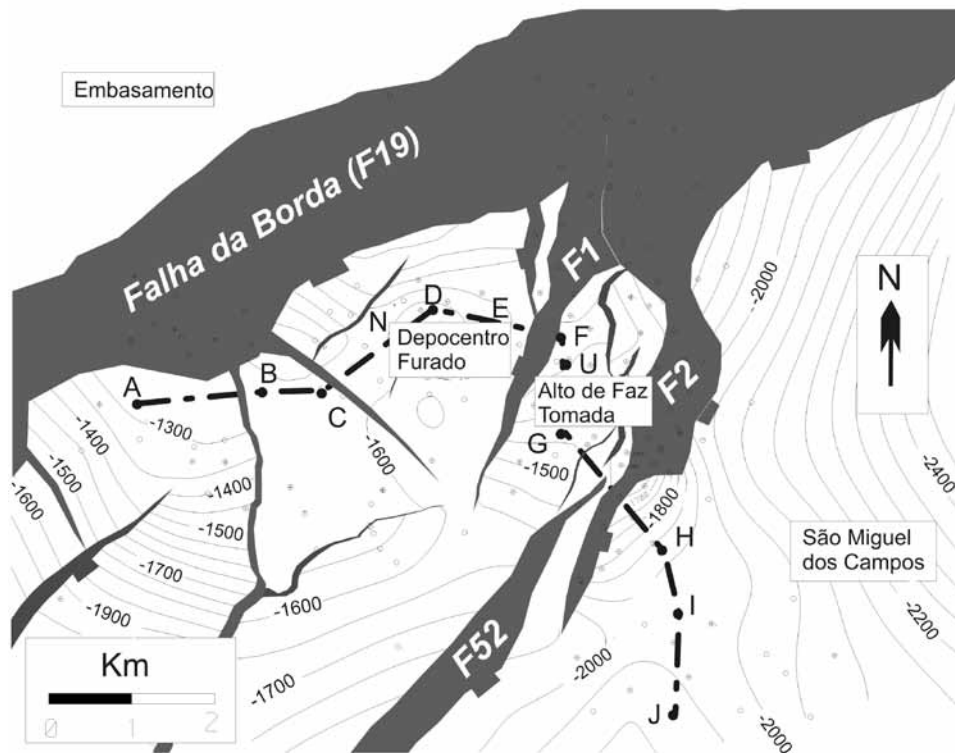 Embasamento
Falha da Borda (F19)
F1
N
D
E
N
Depocentro
Furado
F
U
F2
A
B
C
Alto de Faz
Tomada
G
-1300
-1400
-1500
-1600
-1400
-1500
-1600
-1700
-1900
-1600
-1700
-1500
-1800
-2000
-2400
-2200
-2000
-2000
H
I
J
São Miguel
dos Campos
F52
Km
0 1 2